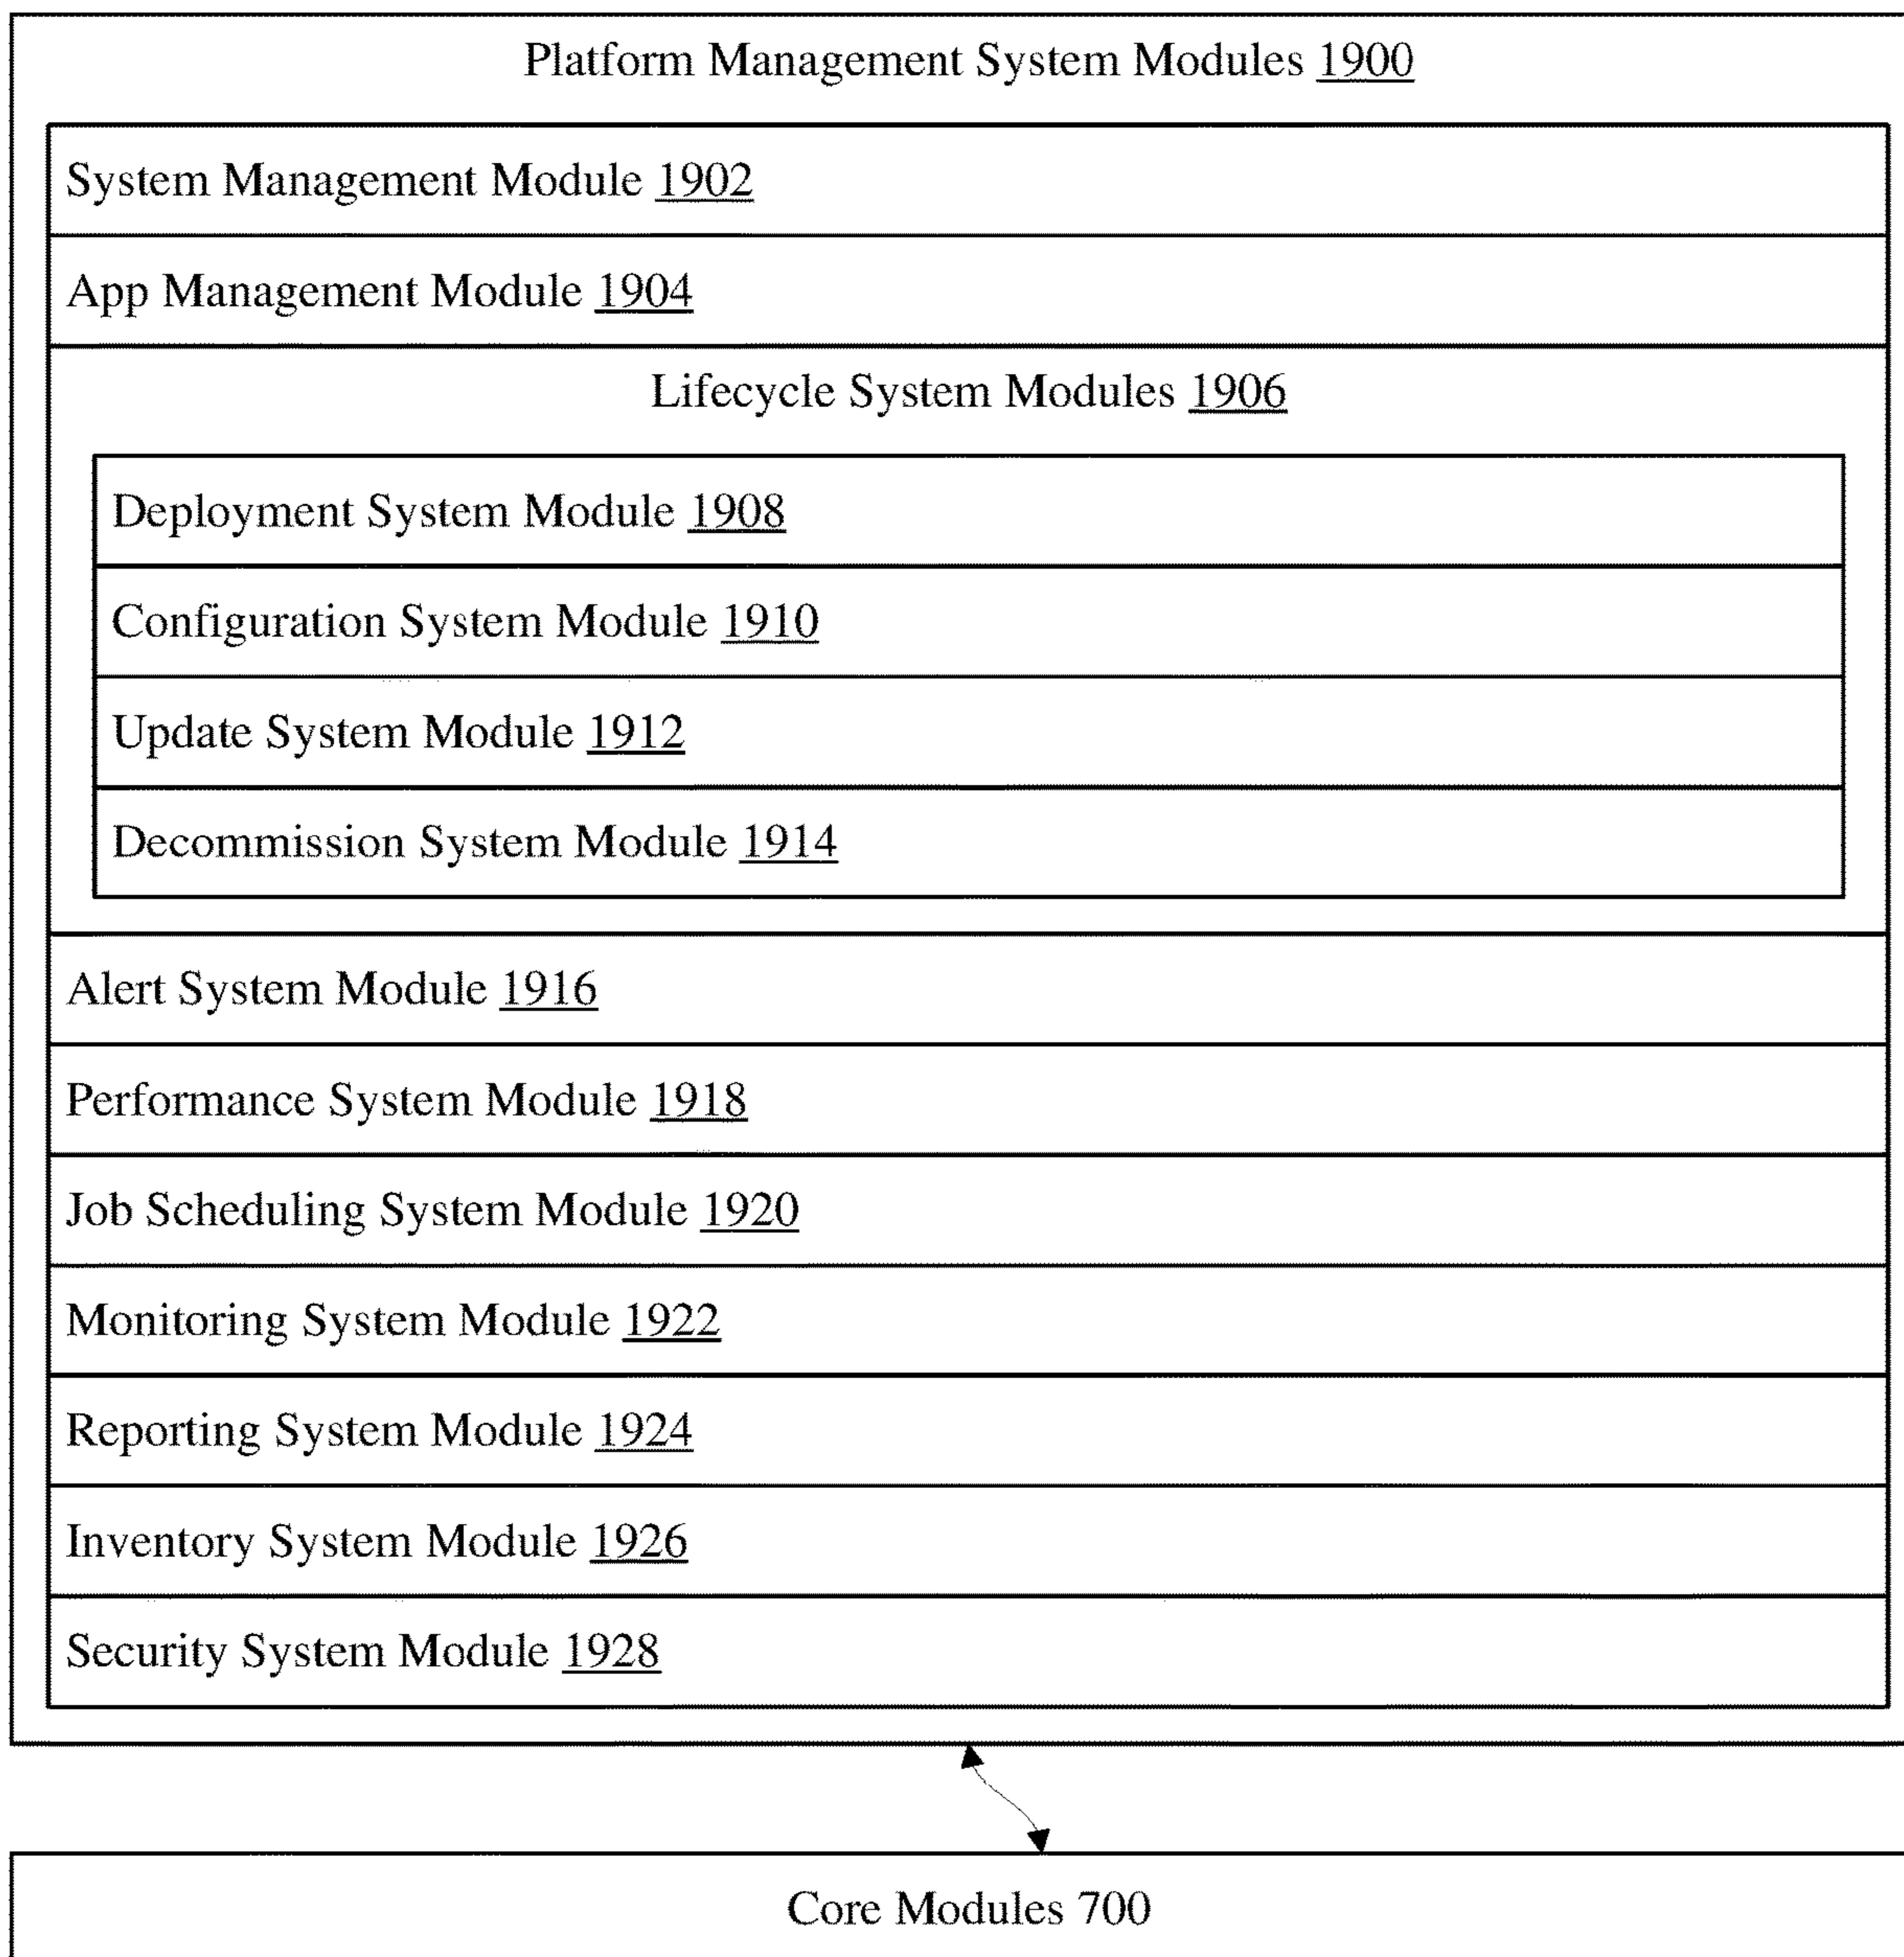 Platform Management System Modules 1900
System Management Module 1902
App Management Module 1904
Lifecycle System Modules 1906
Deployment System Module 1908
Configuration System Module 1910
Update System Module 1912
Decommission System Module 1914
Alert System Module 1916
Performance System Module 1918
Job Scheduling System Module 1920
Monitoring System Module 1922
Reporting System Module 1924
Inventory System Module 1926
Security System Module 1928
Core Modules 700